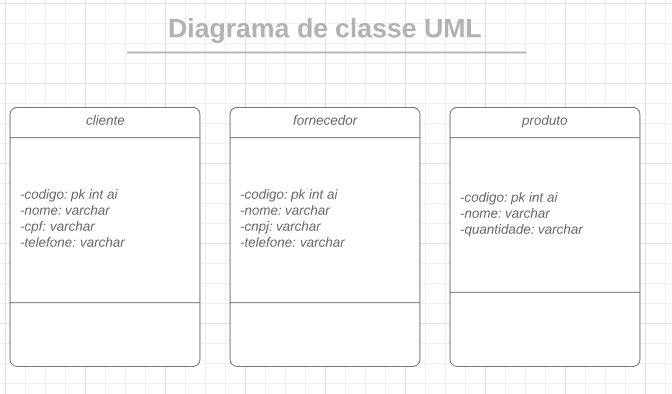 Diagrama de classe UML
cliente
-codigo: pk int ai
-nome: varchar
-cpf: varchar
-telefone: varchar
fornecedor
-codigo: pk int ai
-nome: varchar
-cnpj: varchar
-telefone: varchar
produto
-codigo: pk int ai
-nome: varchar
-quantidade: varchar